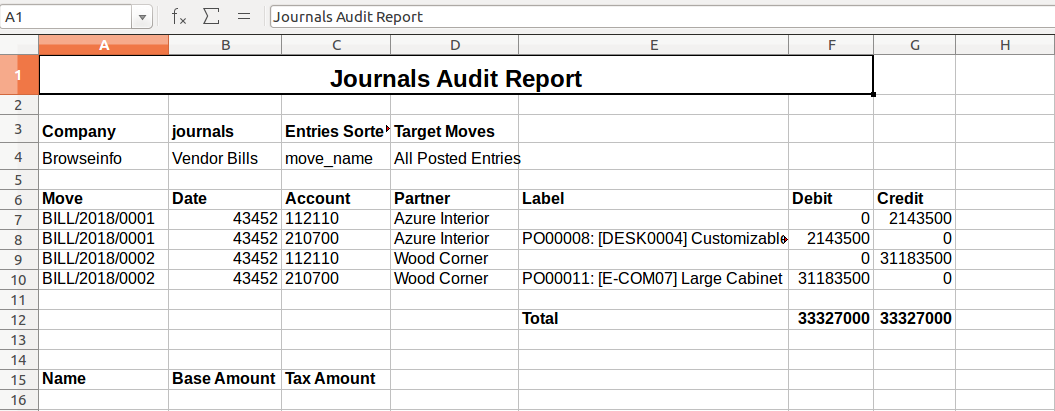 A1 fx Σ = Journals Audit Report
A B C D E F G H
1 Journals Audit Report
2
3 Company journals Entries Sorte Target Moves
4 Browseinfo Vendor Bills move_name All Posted Entries
5
6 Move Date Account Partner Label Debit Credit
7 BILL/2018/0001 43452 112110 Azure Interior 0 2143500
8 BILL/2018/0001 43452 210700 Azure Interior PO00008: [DESK0004] Customizable 2143500 0
9 BILL/2018/0002 43452 112110 Wood Corner 0 31183500
10 BILL/2018/0002 43452 210700 Wood Corner PO00011: [E-COM07] Large Cabinet 31183500 0
11
12 Total 33327000 33327000
13
14
15 Name Base Amount Tax Amount
16